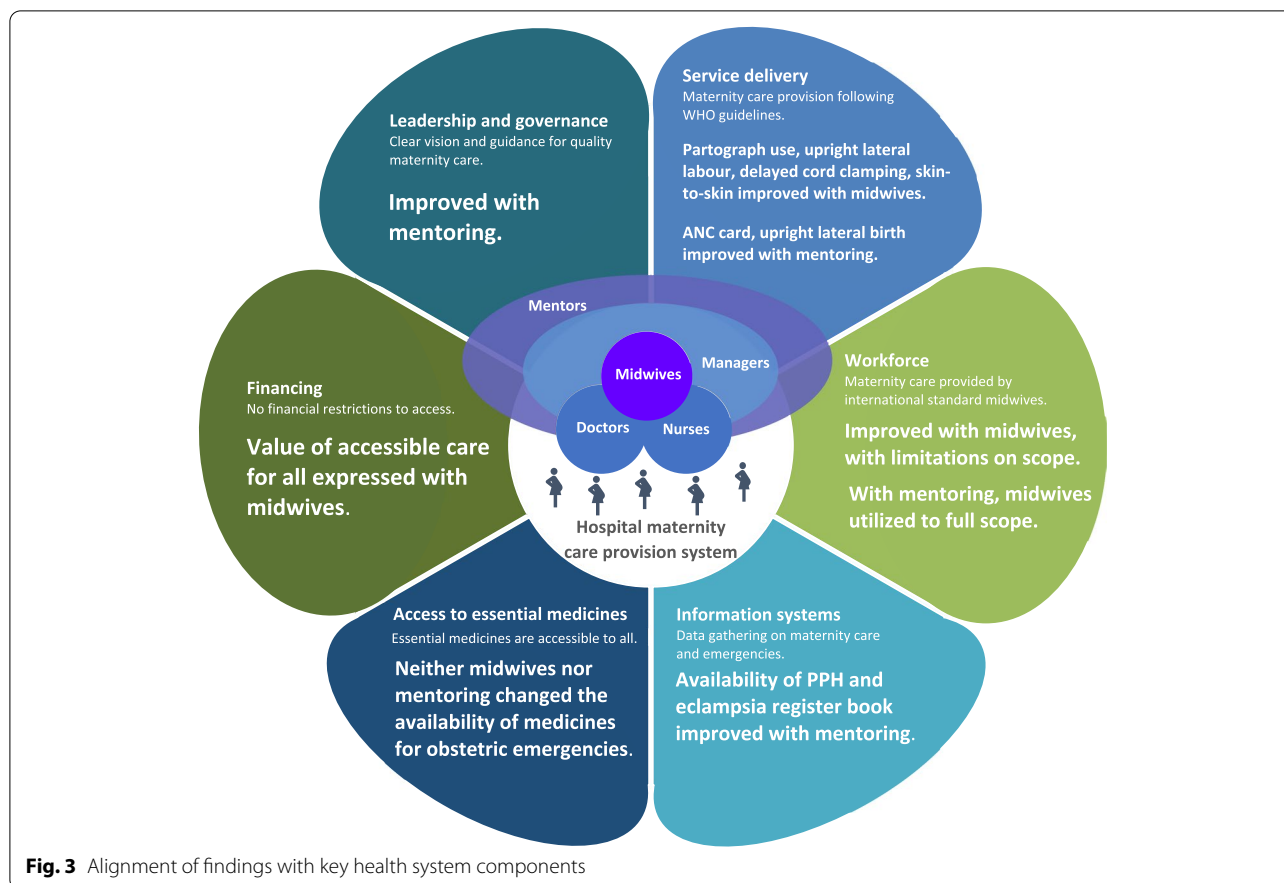 Leadership and governance
Clear vision and guidance for quality
maternity care.
Improved with
mentoring.
Service delivery
Maternity care provision following
WHO guidelines.
Partograph use, upright lateral
labour, delayed cord clamping, skin-
to-skin improved with midwives.
ANC card, upright lateral birth
improved with mentoring.
Mentors
Managers
Midwives
Doctors
Nurses
Hospital maternity
care provision system
Financing
No financial restrictions to access.
Value of accessible care
for all expressed with
midwives.
Workforce
Maternity care provided by
international standard midwives.
Improved with midwives,
with limitations on scope.
With mentoring, midwives
utilized to full scope.
Access to essential medicines
Essential medicines are accessible to all.
Neither midwives nor
mentoring changed the
availability of medicines
for obstetric emergencies.
Information systems
Data gathering on maternity care
and emergencies.
Availability of PPH and
eclampsia register book
improved with mentoring.
Fig. 3 Alignment of findings with key health system components